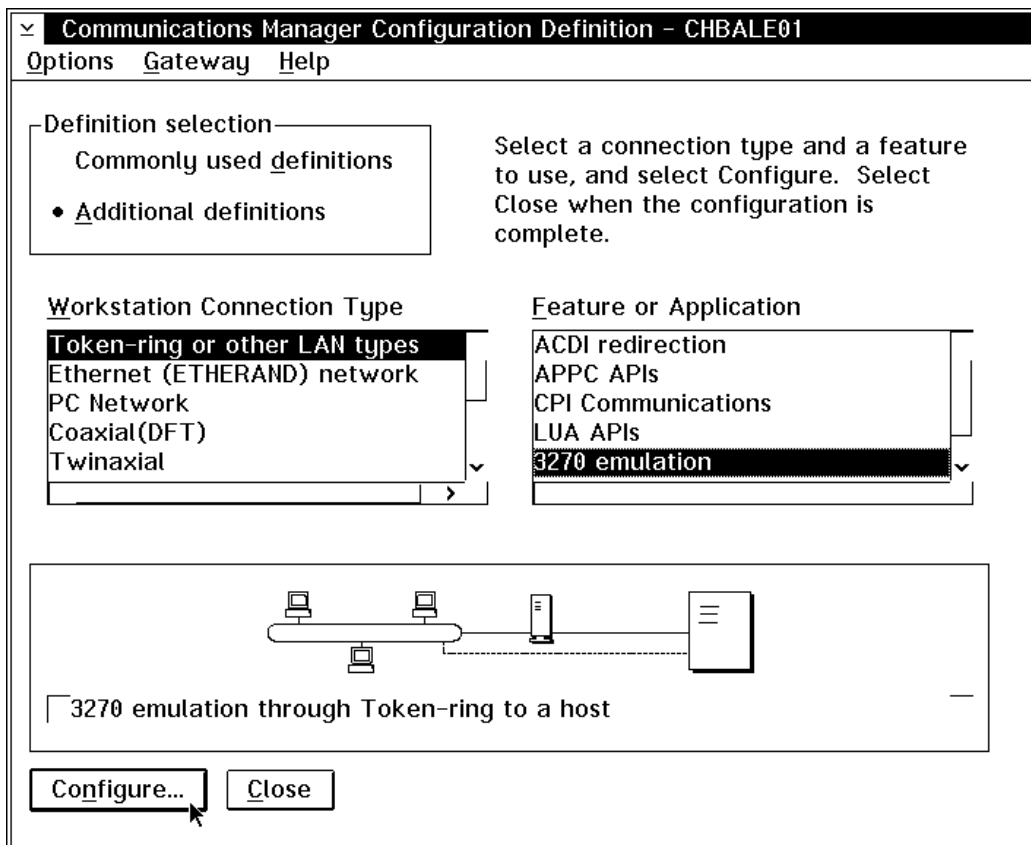 Communications Manager Configuration Definition - CHBALE01
Options Gateway Help
Definition selection
Commonly used definitions
• Additional definitions
Select a connection type and a feature
to use, and select Configure. Select
Close when the configuration is
complete.
Workstation Connection Type
Token-ring or other LAN types
Ethernet (ETHERAND) network
PC Network
Coaxial(DFT)
Twinaxial
Feature or Application
ACDI redirection
APPC APIs
CPI Communications
LUA APIs
3270 emulation
3270 emulation through Token-ring to a host
Configure... Close